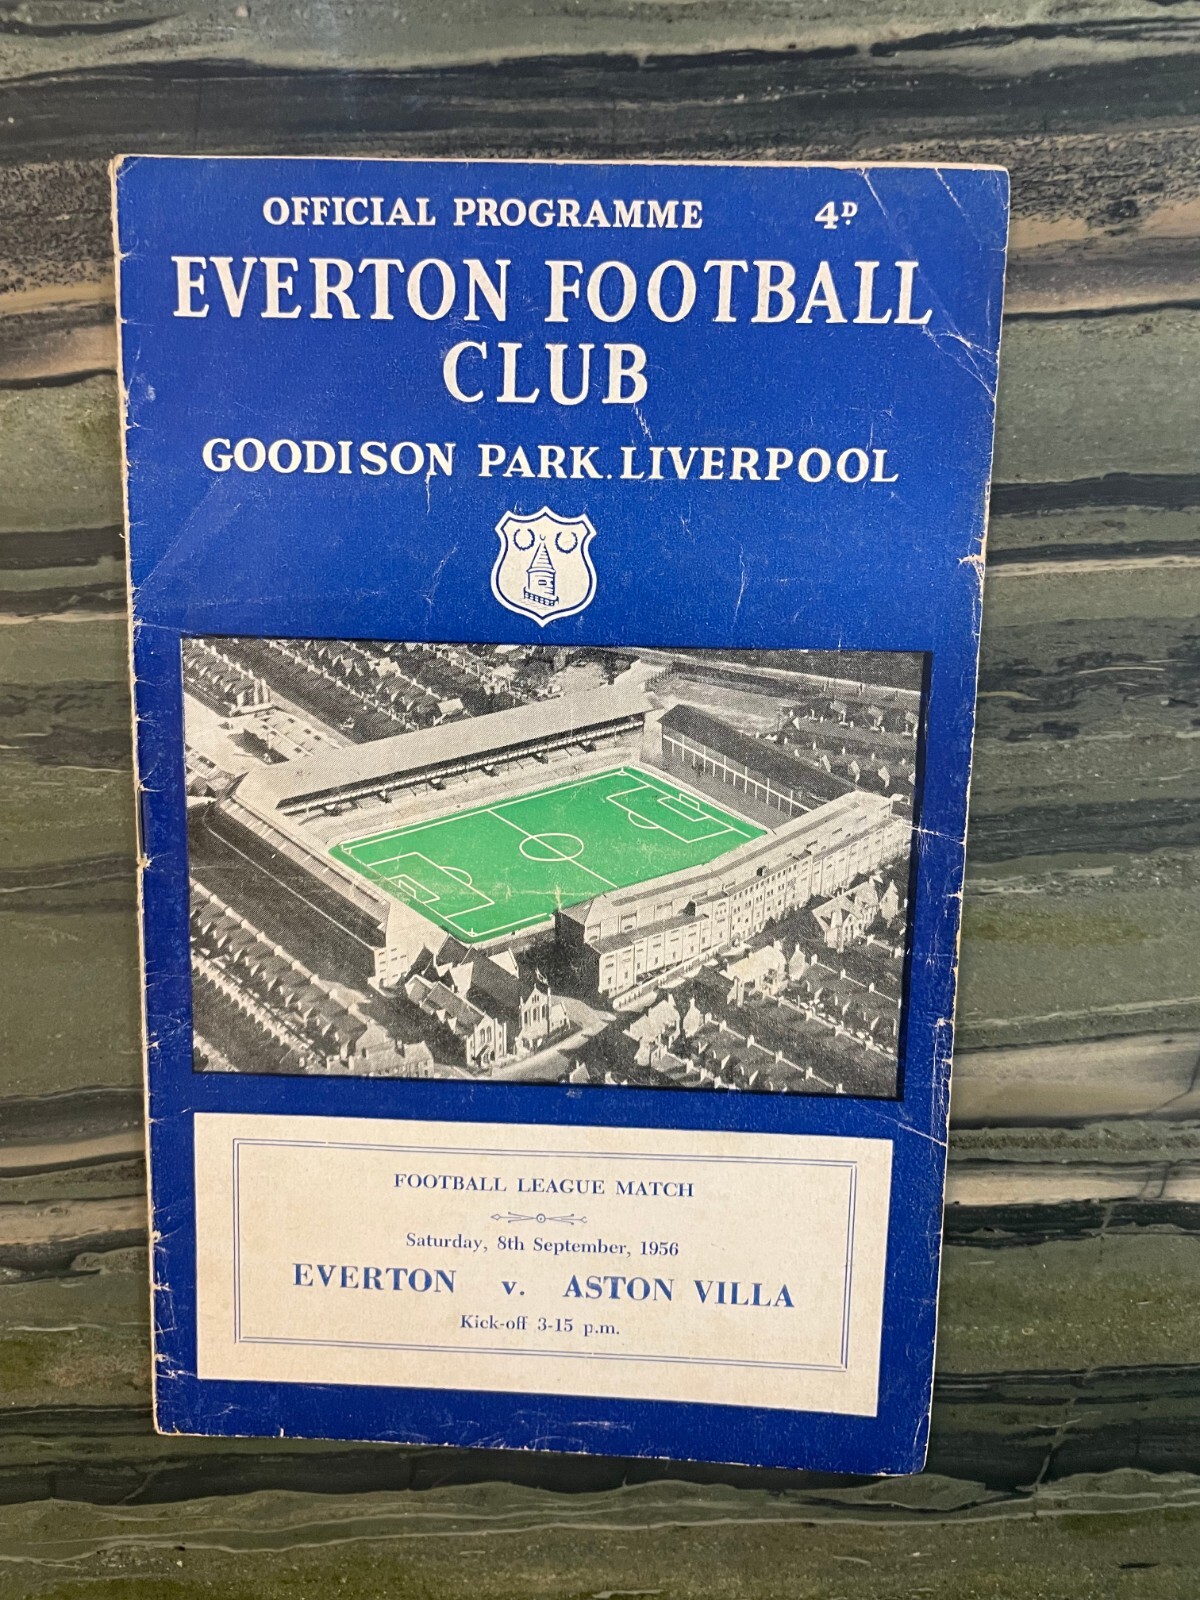 OFFICIAL PROGRAMME 4D.
EVERTON FOOTBALL
CLUB
GOODISON PARK. LIVERPOOL
FOOTBALL LEAGUE MATCH
Saturday, 8th September, 1956
EVERTON v. ASTON VILLA
Kick-off 3-15 p.m.